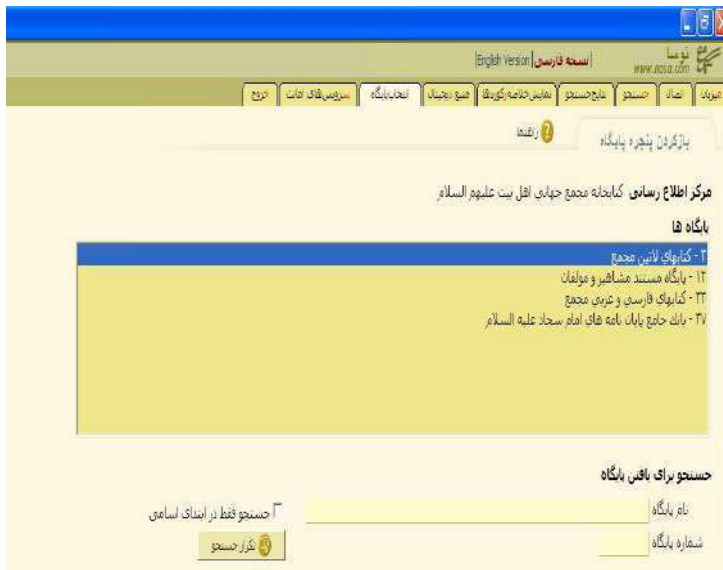 نوسا
www.nosa.com
نسخه فارسی | English Version
میزبان
اتصال
جستجو
نتایج جستجو
نمایش خلاصه رکوردها
منبع دیجیتال
انتخاب پایگاه
سرویس های امانت
خروج
بازکردن پنجره پایگاه
راهنما
مرکز اطلاع رسانی کتابخانه مجمع جهانی اهل بیت علیهم السلام
پایگاه ها
۲ - کتابهای لاتین مجمع
۱۲ - پایگاه مستند مشاهیر و مولفان
۳۳ - کتابهای فارسی و عربی مجمع
۳۷ - بانک جامع پایان نامه های امام سجاد علیه السلام
جستجو برای یافتن پایگاه
نام پایگاه
جستجو فقط در ابتدای اسامی
شماره پایگاه
تکرار جستجو